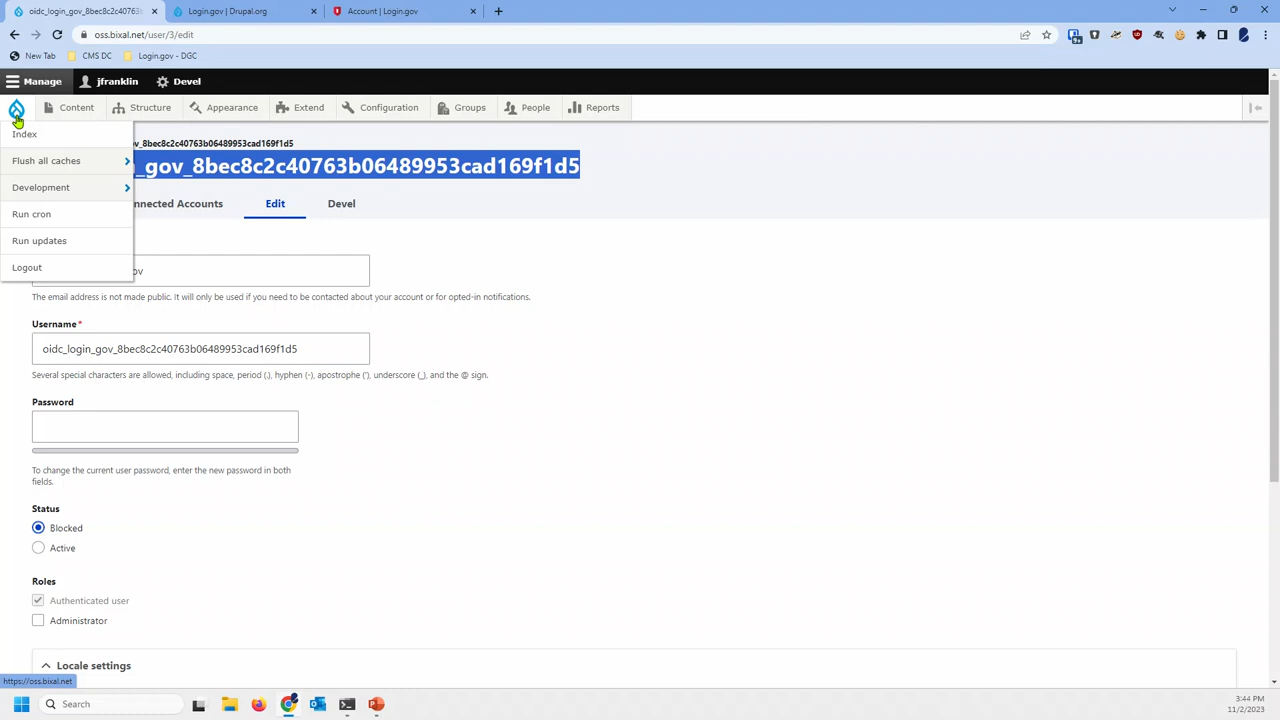 oidc_login_gov_8bec8c2c40763b
Login.gov | Drupal.org
Account | Login.gov
oss.bixal.net/user/3/edit
New Tab
CMS DC
Login.gov - DGC
Manage
jfranklin
Devel
Content
Structure
Appearance
Extend
Configuration
Groups
People
Reports
Index
Flush all caches
Development
Run cron
Run updates
Logout
v_8bec8c2c40763b06489953cad169f1d5
_gov_8bec8c2c40763b06489953cad169f1d5
nnected Accounts
Edit
Devel
ov
The email address is not made public. It will only be used if you need to be contacted about your account or for opted-in notifications.
Username*
oidc_login_gov_8bec8c2c40763b06489953cad169f1d5
Several special characters are allowed, including space, period (.), hyphen (-), apostrophe ('), underscore (_), and the @ sign.
Password
To change the current user password, enter the new password in both
fields.
Status
Blocked
Active
Roles
Authenticated user
Administrator
Locale settings
https://oss.bixal.net
Search
3:44 PM
11/2/2023